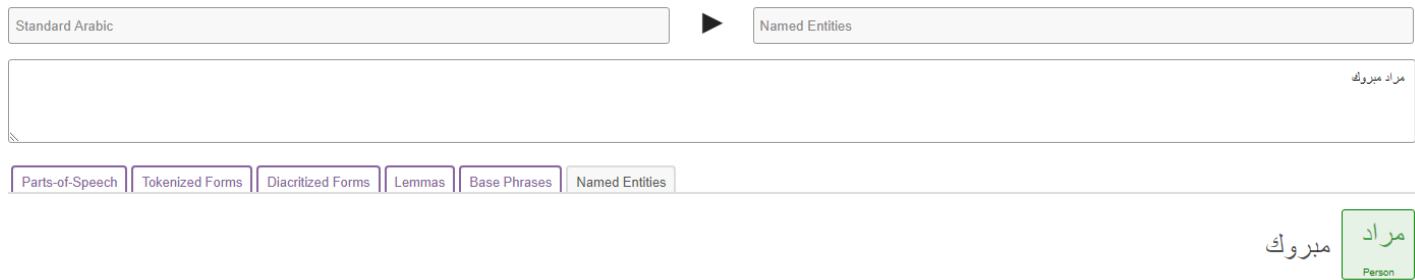 Standard Arabic ▶ Named Entities
مراد مبروك
Parts-of-Speech Tokenized Forms Diacritized Forms Lemmas Base Phrases Named Entities
مراد مبروك
Person